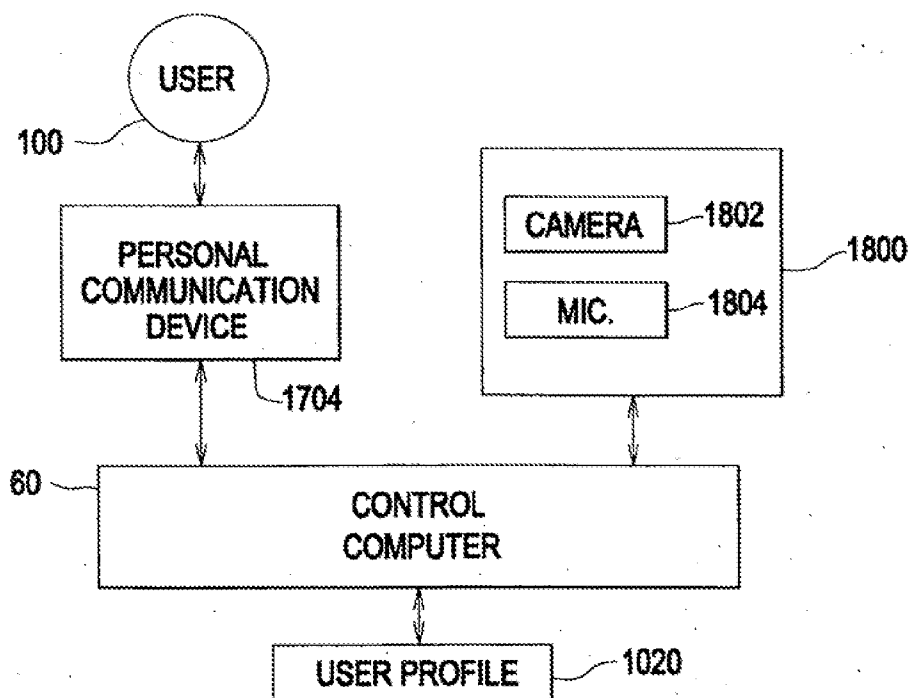 USER
100
PERSONAL
COMMUNICATION
DEVICE
1704
CAMERA
1802
MIC.
1804
1800
60
CONTROL
COMPUTER
USER PROFILE
1020